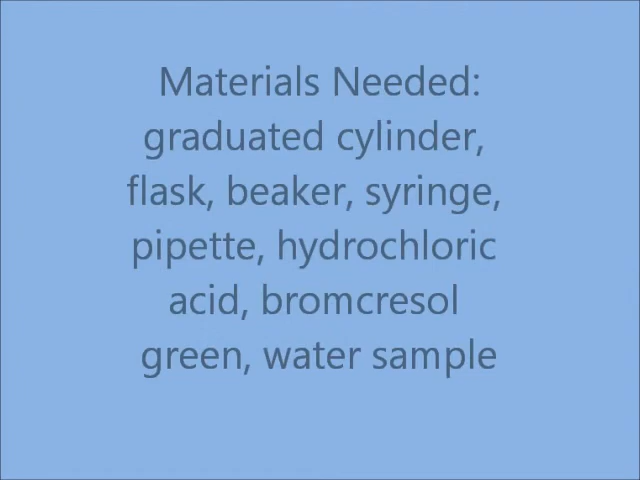 Materials Needed:
graduated cylinder,
flask, beaker, syringe,
pipette, hydrochloric
acid, bromcresol
green, water sample